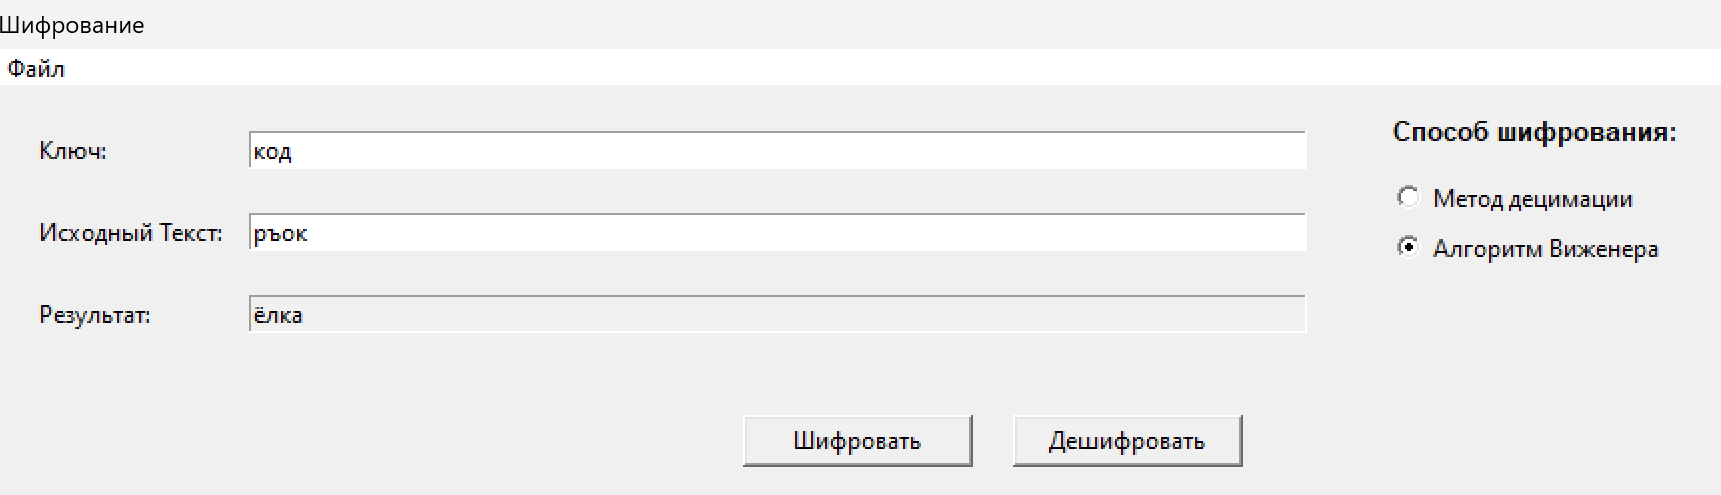 Шифрование
Файл
Способ шифрования:
Ключ: код
Метод децимации
Исходный Текст: ръок
Алгоритм Виженера
Результат: ёлка
Шифровать Дешифровать